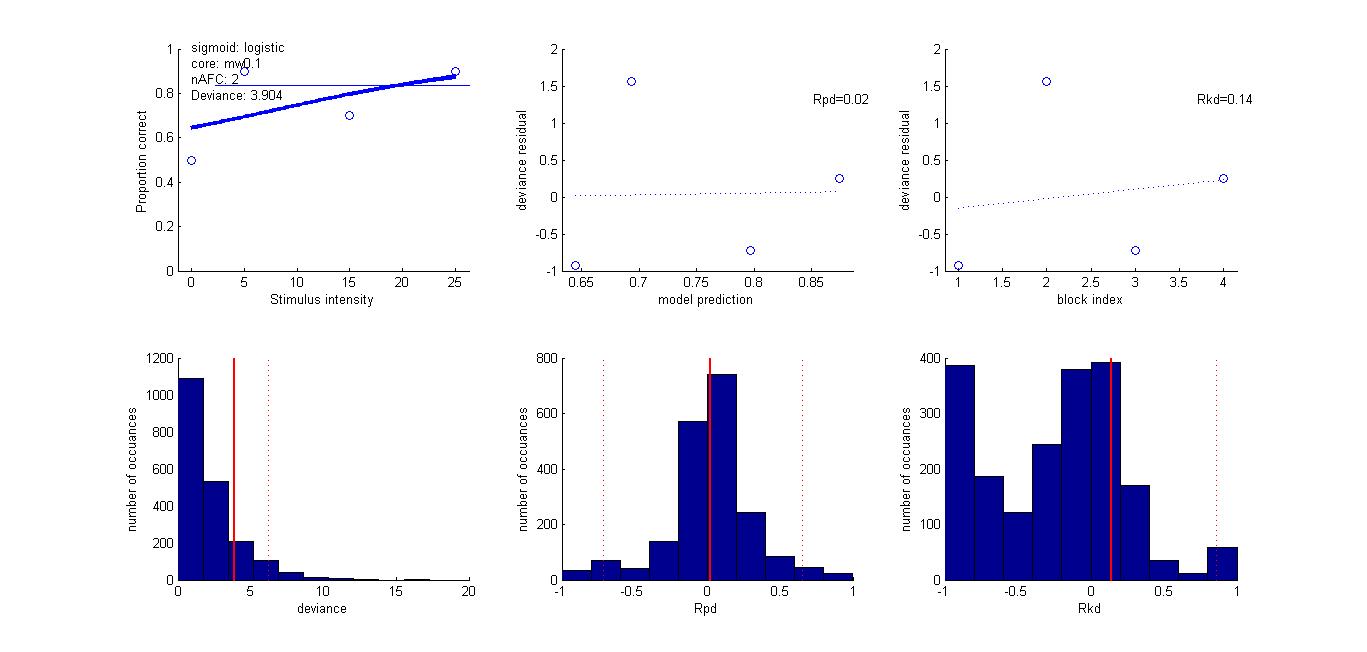 sigmoid: logistic
core: mw0.1
nAFC: 2
Deviance: 3.904
1
0.8
0.6
0.4
0.2
0
Proportion correct
0 5 10 15 20 25
Stimulus intensity
2
1.5
1
0.5
0
-0.5
-1
deviance residual
Rpd=0.02
0.65 0.7 0.75 0.8 0.85
model prediction
2
1.5
1
0.5
0
-0.5
-1
deviance residual
Rkd=0.14
1 1.5 2 2.5 3 3.5 4
block index
1200
1000
800
600
400
200
0
number of occuances
0 5 10 15 20
deviance
800
600
400
200
0
number of occuances
-1 -0.5 0 0.5 1
Rpd
400
300
200
100
0
number of occuances
-1 -0.5 0 0.5 1
Rkd